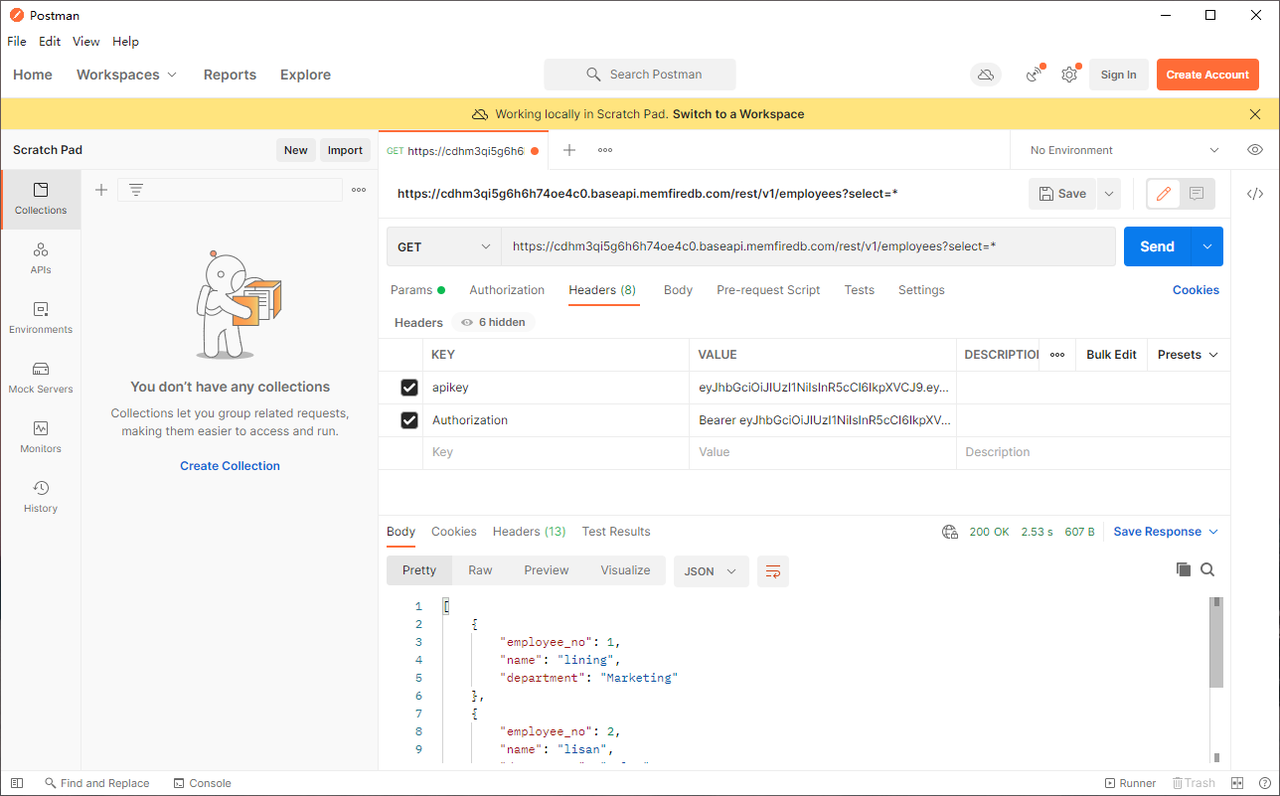 Postman
File Edit View Help
Home Workspaces Reports Explore Search Postman Sign In Create Account
Working locally in Scratch Pad. Switch to a Workspace
Scratch Pad New Import
GET https://cdhm3qi5g6h6 No Environment
Collections
APIs
Environments
Mock Servers
Monitors
History
You don't have any collections
Collections let you group related requests,
making them easier to access and run.
Create Collection
https://cdhm3qi5g6h6h74oe4c0.baseapi.memfiredb.com/rest/v1/employees?select=*
Save
GET https://cdhm3qi5g6h6h74oe4c0.baseapi.memfiredb.com/rest/v1/employees?select=* Send
Params Authorization Headers (8) Body Pre-request Script Tests Settings Cookies
Headers 6 hidden
KEY VALUE DESCRIPTION Bulk Edit Presets
apikey eyJhbGciOiJIUzI1NiIsInR5cCI6IkpXVCJ9.ey...
Authorization Bearer eyJhbGciOiJIUzI1NiIsInR5cCI6IkpXV...
Key Value Description
Body Cookies Headers (13) Test Results 200 OK 2.53 s 607 B Save Response
Pretty Raw Preview Visualize JSON
1 [
2 {
3 "employee_no": 1,
4 "name": "lining",
5 "department": "Marketing"
6 },
7 {
8 "employee_no": 2,
9 "name": "lisan",
Find and Replace Console Runner Trash